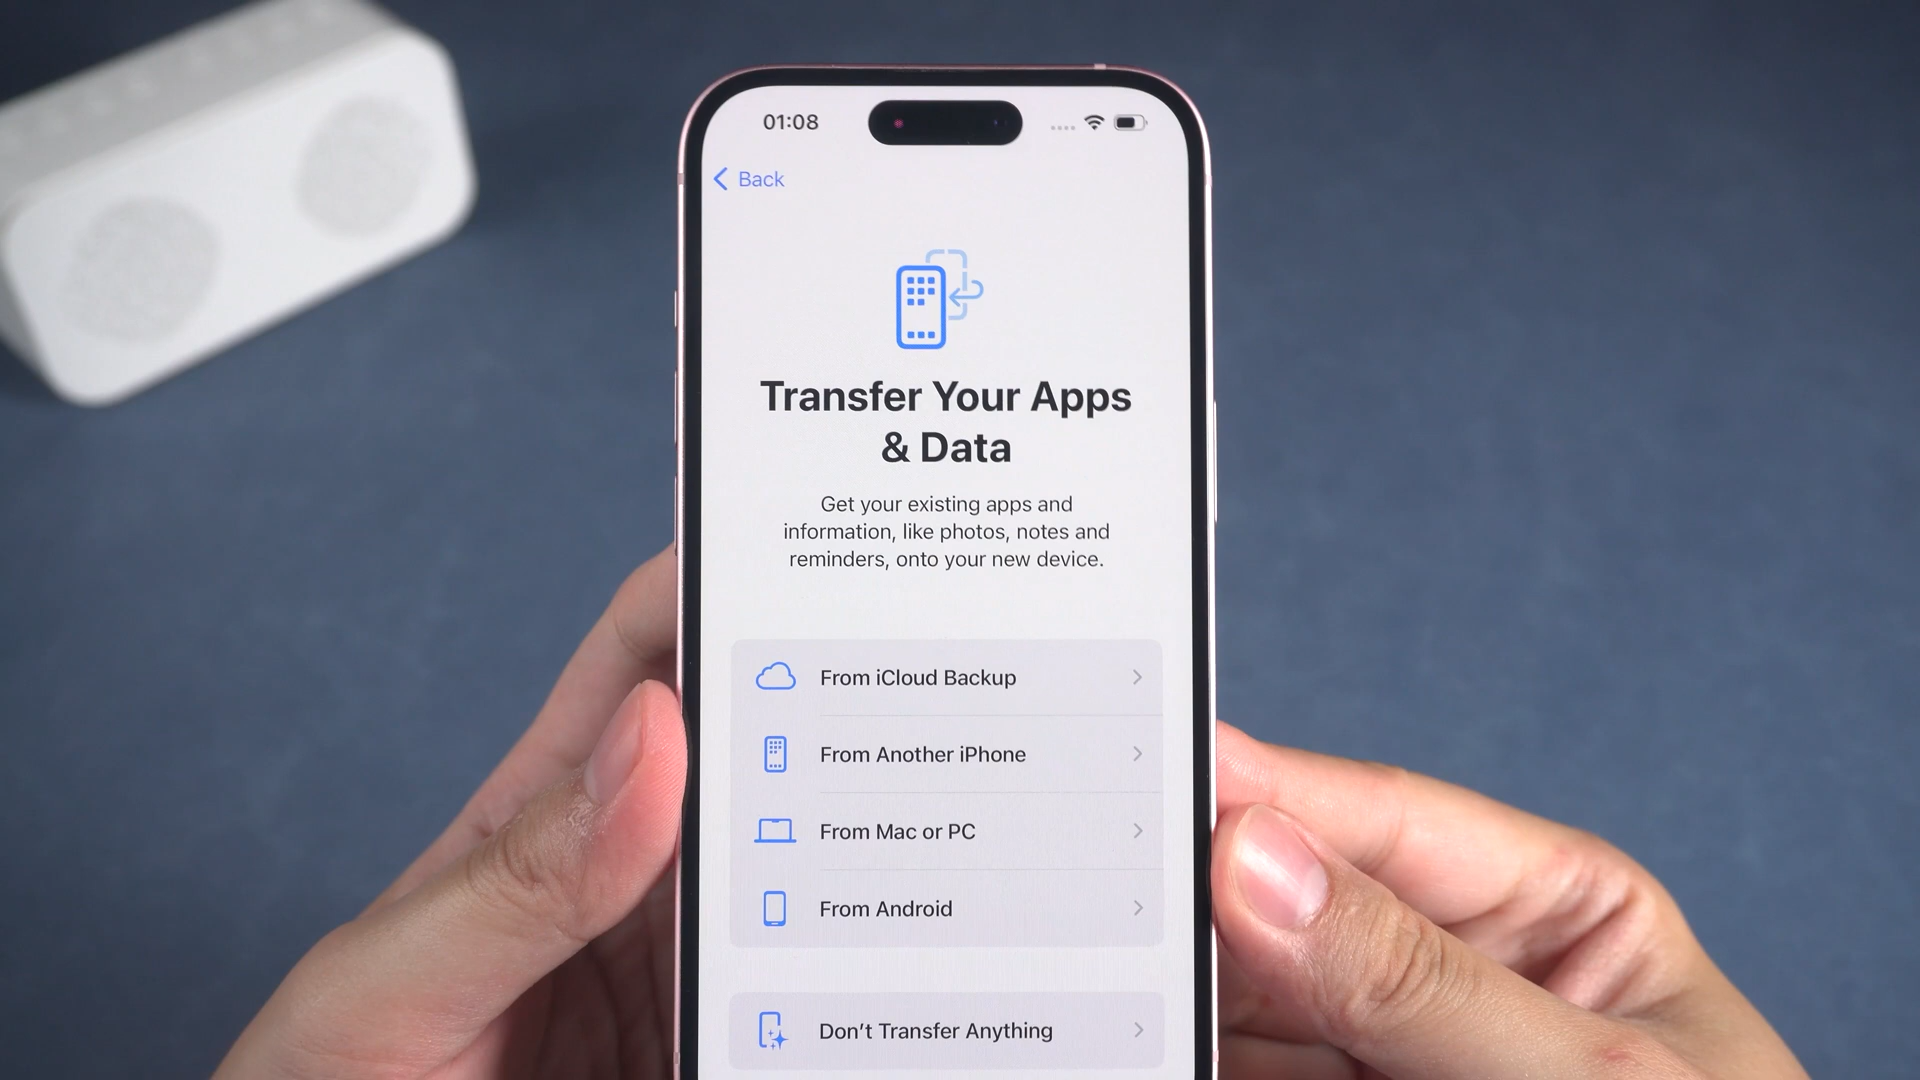 01:08
Back
Transfer Your Apps
& Data
Get your existing apps and
information, like photos, notes and
reminders, onto your new device.
From iCloud Backup
From Another iPhone
From Mac or PC
From Android
Don’t Transfer Anything